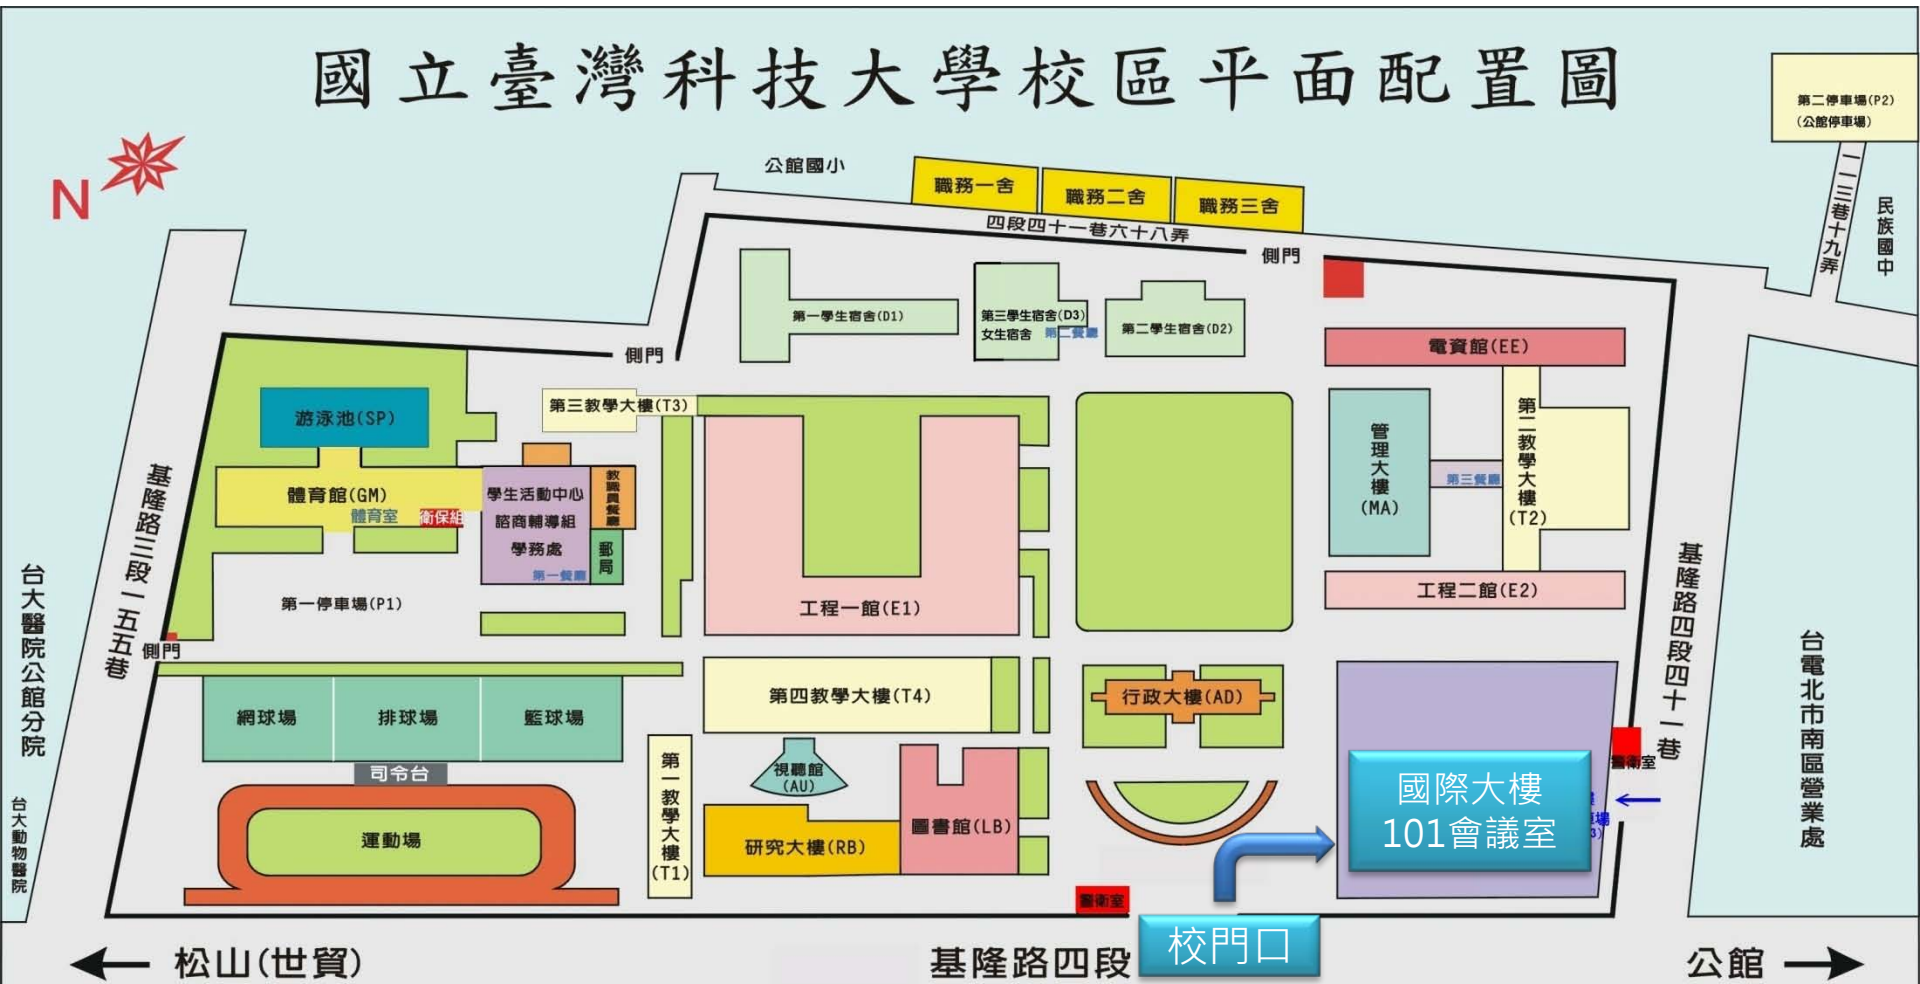 國立臺灣科技大學校區平面配置圖
第二停車場(P2)
(公館停車場)
一一三巷十九弄
民族國中
N
公館國小
職務一舍
職務二舍
職務三舍
四段四十一巷六十八弄
側門
側門
第一學生宿舍(D1)
第三學生宿舍(D3)
女生宿舍
第二餐廳
第二學生宿舍(D2)
電資館(EE)
游泳池(SP)
第三教學大樓(T3)
管理大樓(MA)
第三餐廳
第二教學大樓(T2)
體育館(GM)
體育室
衛保組
學生活動中心
諮商輔導組
學務處
第一餐廳
教職員餐廳
郵局
基隆路三段一五五巷
第一停車場(P1)
工程一館(E1)
工程二館(E2)
基隆路四段四十一巷
台大醫院公館分院
側門
網球場
排球場
籃球場
第四教學大樓(T4)
行政大樓(AD)
台電北市南區營業處
司令台
運動場
第一教學大樓(T1)
視聽館
(AU)
研究大樓(RB)
圖書館(LB)
國際大樓
101會議室
警衛室
台大動物醫院
警衛室
校門口
松山(世貿)
基隆路四段
公館